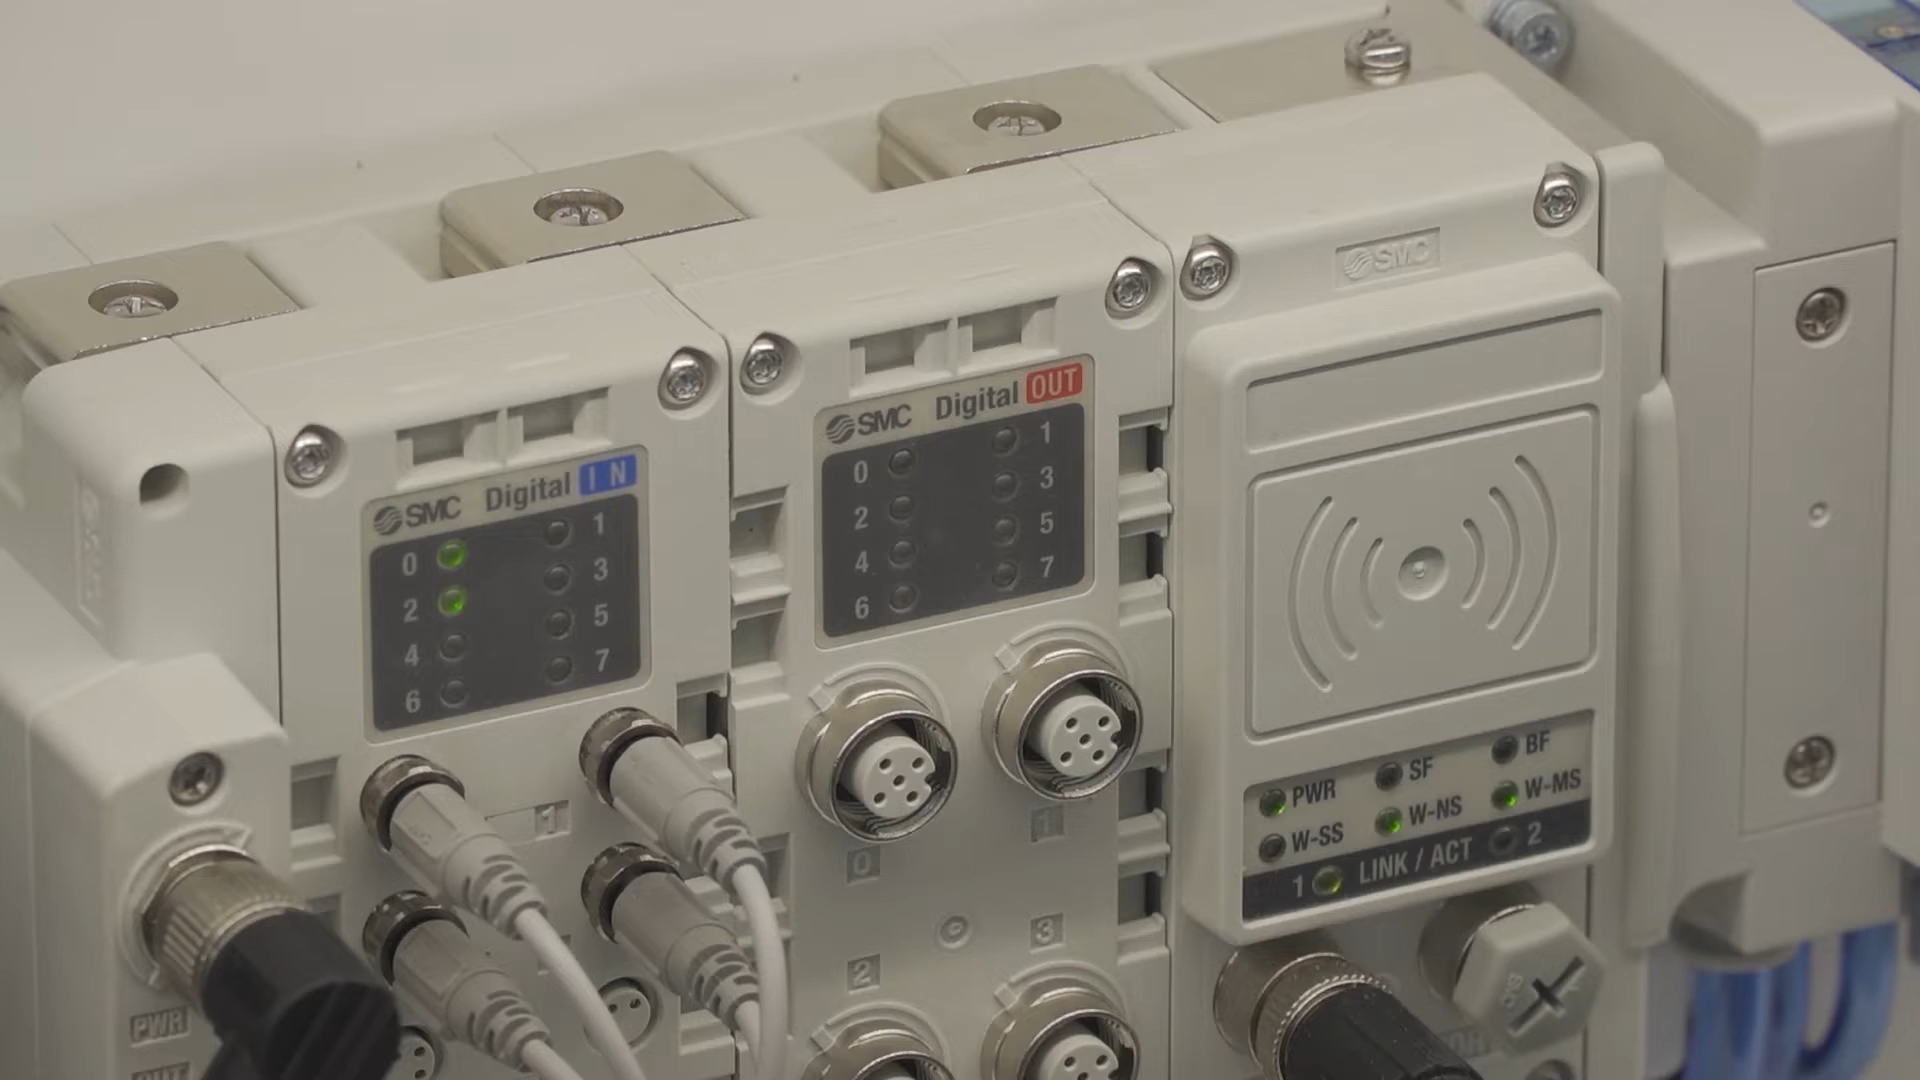 SMC Digital IN
0 1
2 3
4 5
6 7
1
PWR
OUT
SMC Digital OUT
0 1
2 3
4 5
6 7
0 1
2 3
SMC
PWR SF BF
W-SS W-NS W-MS
1 LINK / ACT 2